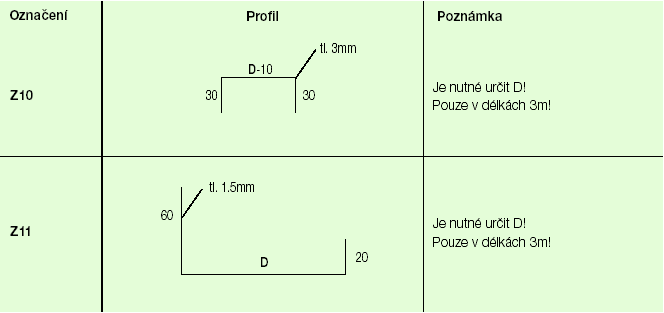 Označení Profil Poznámka
tl. 3mm
D-10
Z10 30 30 Je nutné určit D!
Pouze v délkách 3m!
tl. 1.5mm
60
Z11 Je nutné určit D!
Pouze v délkách 3m!
D 20